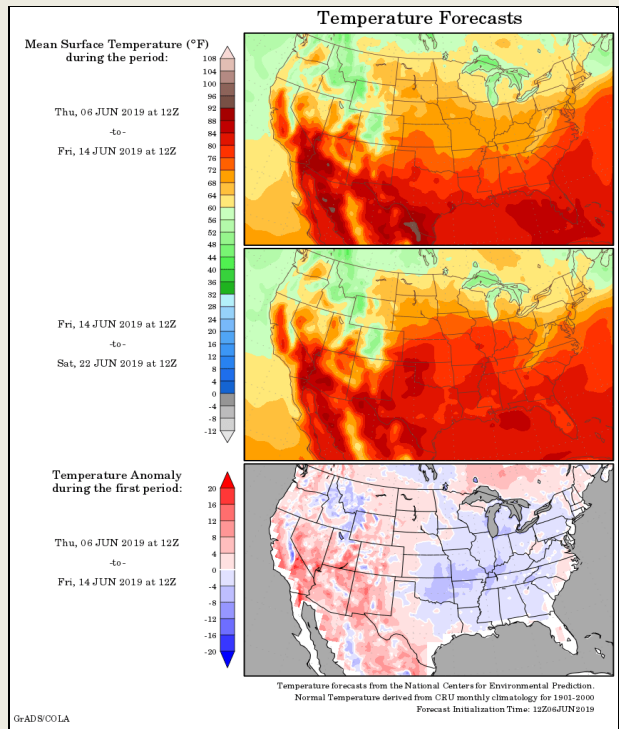 Temperature Forecasts
Mean Surface Temperature (°F)
during the period:
108
104
100
96
92
88
84
80
76
72
68
64
60
56
52
48
44
40
36
32
28
24
20
16
12
8
4
0
-4
-8
-12
Thu, 06 JUN 2019 at 12Z
-to-
Fri, 14 JUN 2019 at 12Z
Fri, 14 JUN 2019 at 12Z
-to-
Sat, 22 JUN 2019 at 12Z
Temperature Anomaly
during the first period:
20
16
12
8
4
0
-4
-8
-12
-16
-20
Thu, 06 JUN 2019 at 12Z
-to-
Fri, 14 JUN 2019 at 12Z
Temperature forecasts from the National Centers for Environmental Prediction.
Normal Temperature derived from CRU monthly climatology for 1901-2000
Forecast Initialization Time: 12Z06JUN2019
GrADS/COLA